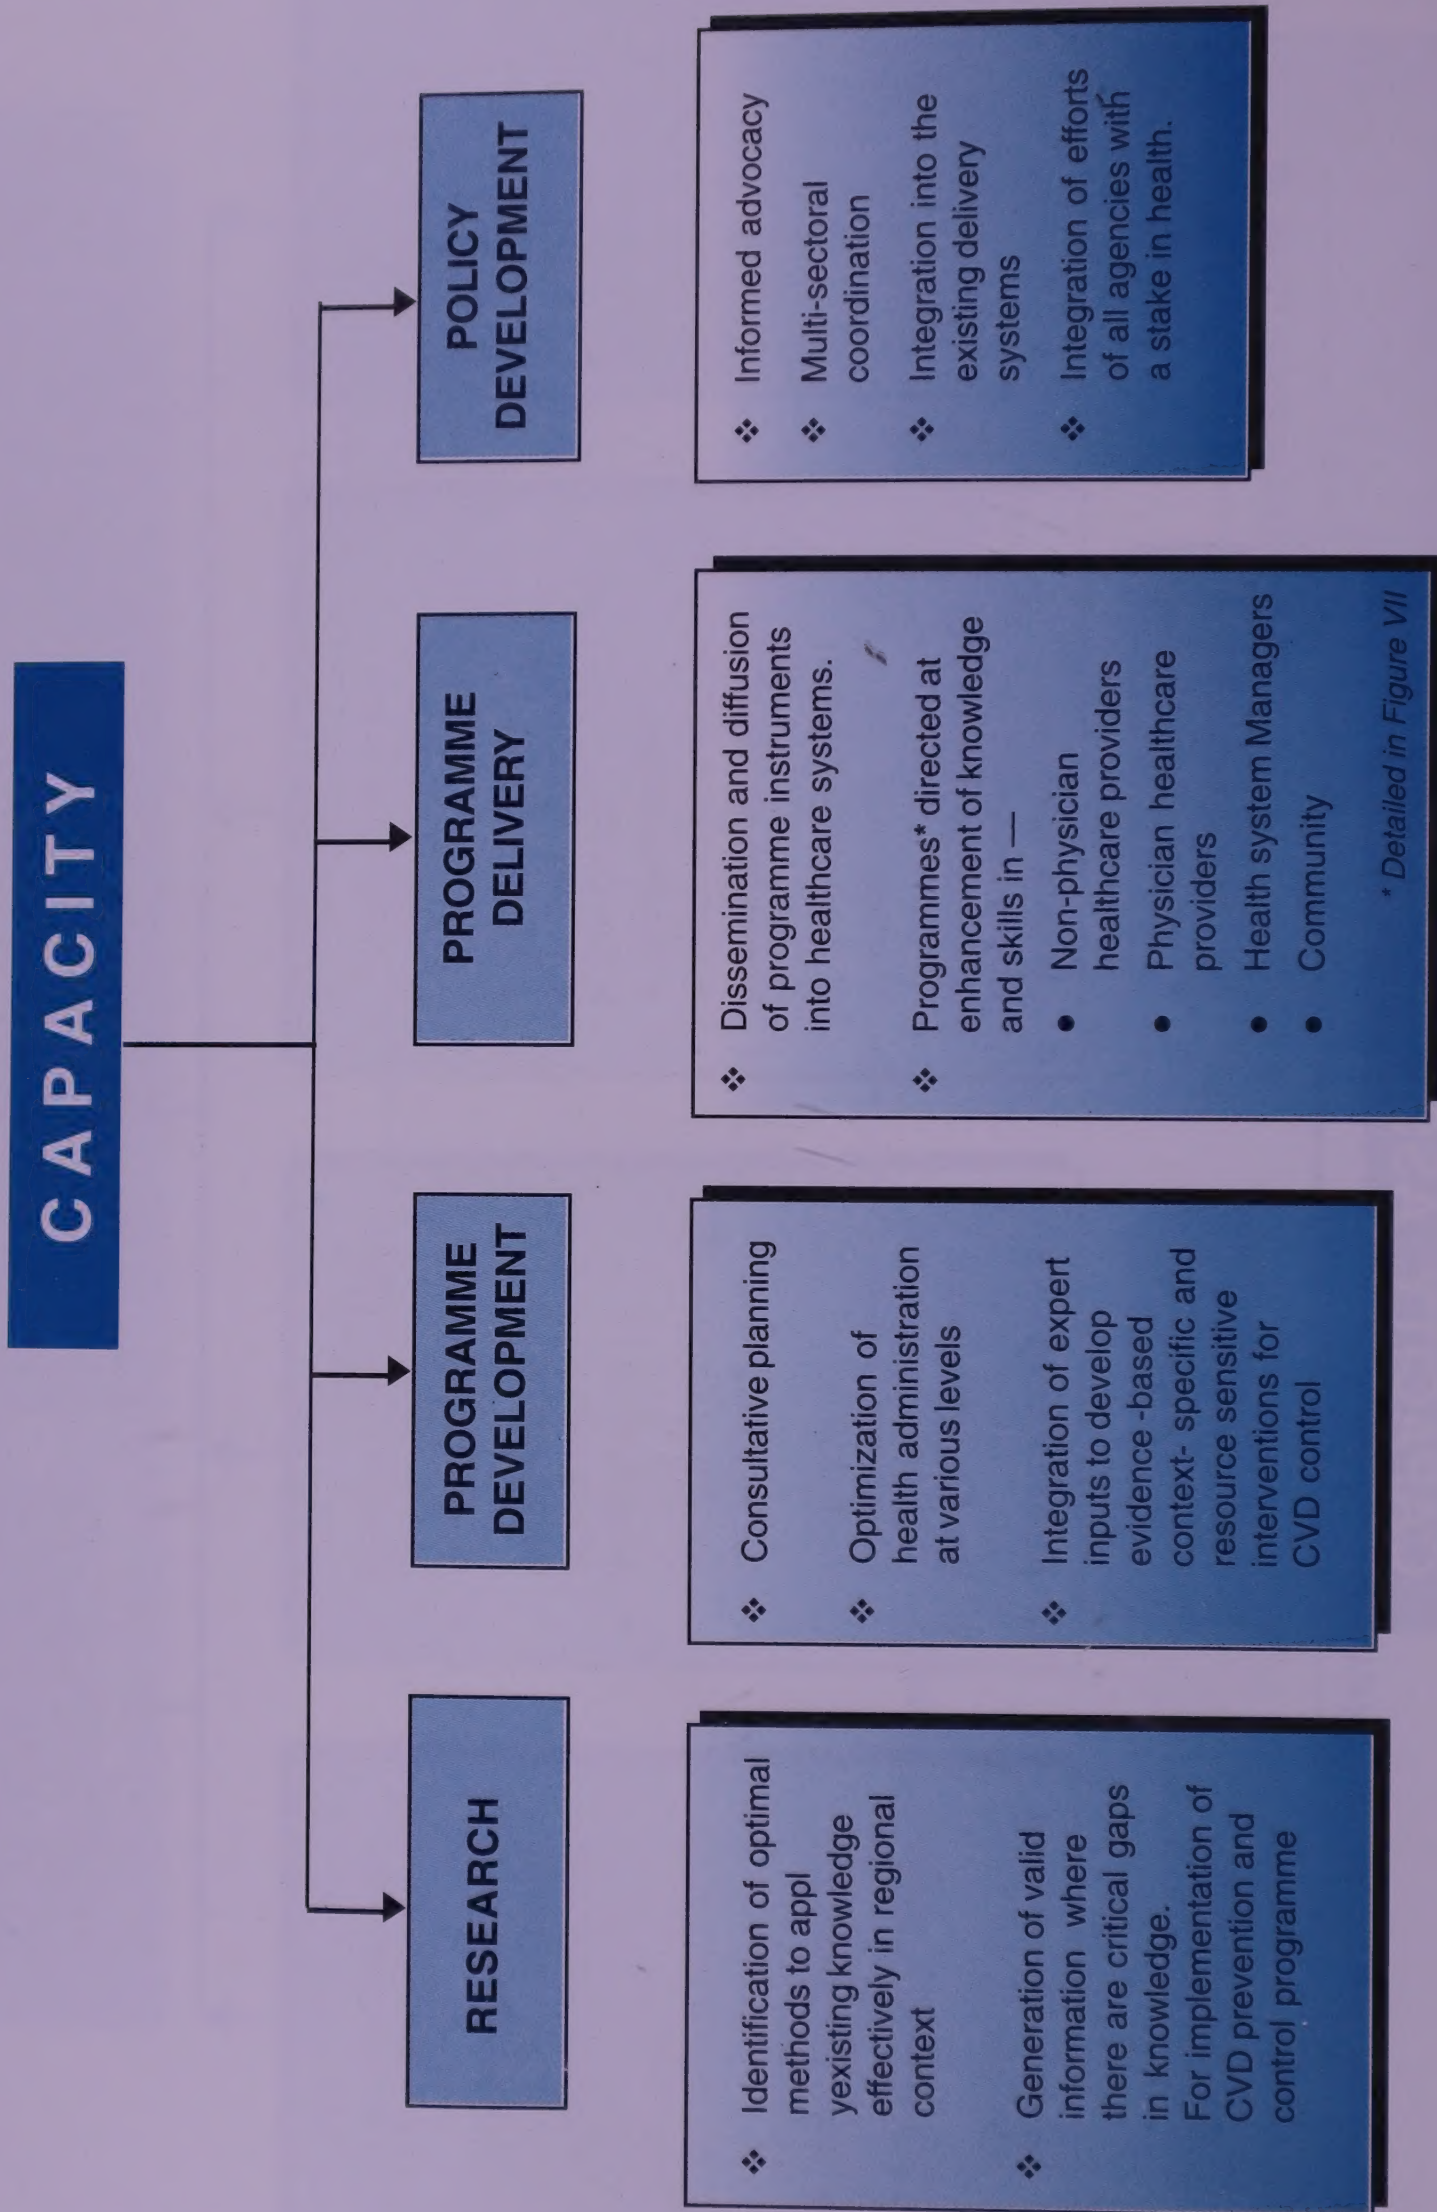 CAPACITY
RESEARCH
❖ Identification of optimal
methods to appl
yexisting knowledge
effectively in regional
context
❖ Generation of valid
information where
there are critical gaps
in knowledge.
For implementation of
CVD prevention and
control programme
PROGRAMME
DEVELOPMENT
❖ Consultative planning
❖ Optimization of
health administration
at various levels
❖ Integration of expert
inputs to develop
evidence -based
context- specific and
resource sensitive
interventions for
CVD control
PROGRAMME
DELIVERY
❖ Dissemination and diffusion
of programme instruments
into healthcare systems.
❖ Programmes* directed at
enhancement of knowledge
and skills in —
● Non-physician
healthcare providers
● Physician healthcare
providers
● Health system Managers
● Community
* Detailed in Figure VII
POLICY
DEVELOPMENT
❖ Informed advocacy
❖ Multi-sectoral
coordination
❖ Integration into the
existing delivery
systems
❖ Integration of efforts
of all agencies with
a stake in health.